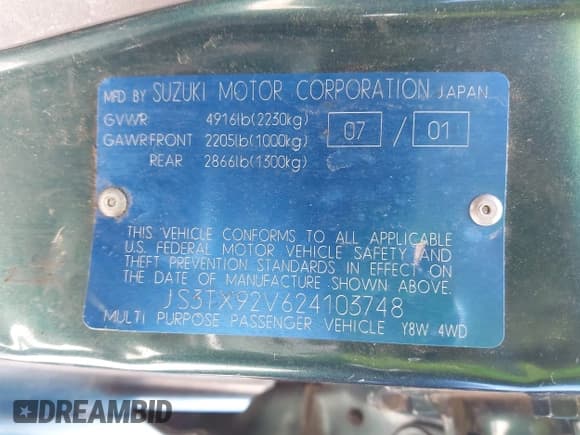 MFD BY SUZUKI MOTOR CORPORATION JAPAN
GVWR 4916lb(2230kg) 07 / 01
GAWR FRONT 2205lb(1000kg)
REAR 2866lb(1300kg)
THIS VEHICLE CONFORMS TO ALL APPLICABLE
U.S. FEDERAL MOTOR VEHICLE SAFETY AND
THEFT PREVENTION STANDARDS IN EFFECT ON
THE DATE OF MANUFACTURE SHOWN ABOVE.
JS3TX92V624103748
MULTI PURPOSE PASSENGER VEHICLE Y8W 4WD
DREAMBID